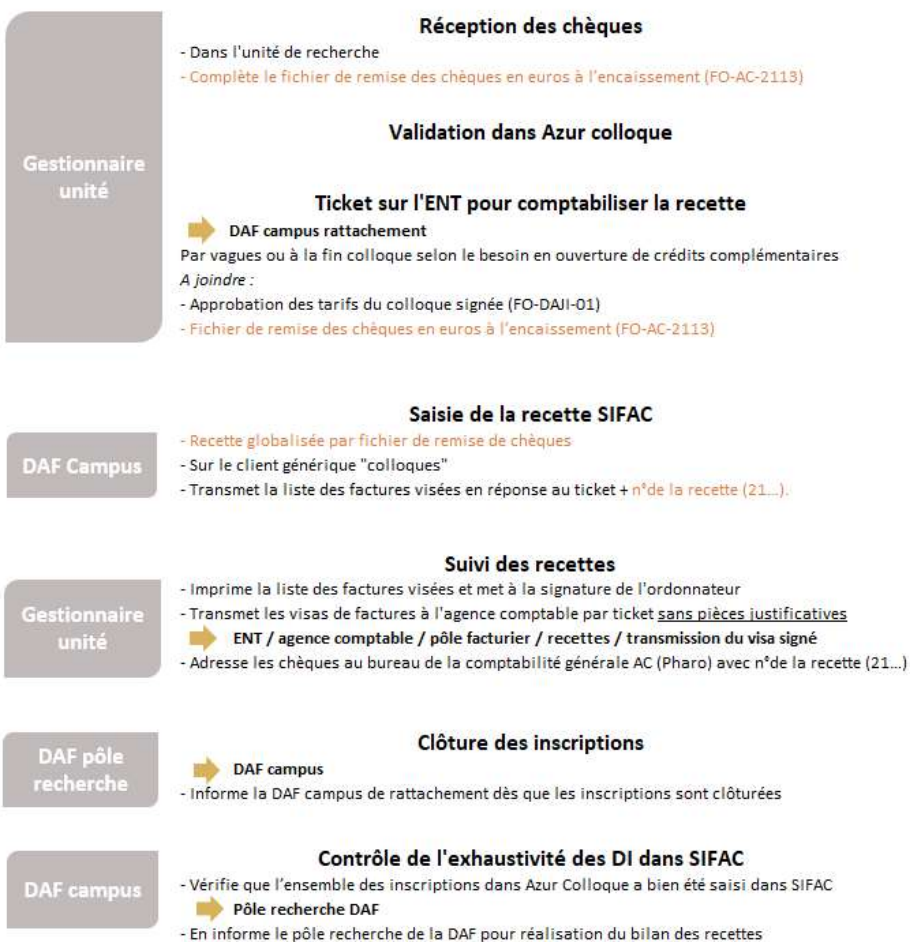 Réception des chèques
- Dans l'unité de recherche
- Complète le fichier de remise des chèques en euros à l'encaissement (FO-AC-2113)
Validation dans Azur colloque
Gestionnaire
unité
Ticket sur l'ENT pour comptabiliser la recette
DAF campus rattachement
Par vagues ou à la fin colloque selon le besoin en ouverture de crédits complémentaires
A joindre :
- Approbation des tarifs du colloque signée (FO-DAJI-01)
- Fichier de remise des chèques en euros à l'encaissement (FO-AC-2113)
Saisie de la recette SIFAC
DAF Campus
- Recette globalisée par fichier de remise de chèques
- Sur le client générique "colloques"
- Transmet la liste des factures visées en réponse au ticket + n°de la recette (21...).
Suivi des recettes
Gestionnaire
unité
- Imprime la liste des factures visées et met à la signature de l'ordonnateur
- Transmet les visas de factures à l'agence comptable par ticket sans pièces justificatives
ENT / agence comptable / pôle facturier / recettes / transmission du visa signé
- Adresse les chèques au bureau de la comptabilité générale AC (Pharo) avec n°de la recette (21...)
DAF pôle
recherche
Clôture des inscriptions
DAF campus
- Informe la DAF campus de rattachement dès que les inscriptions sont clôturées
Contrôle de l'exhaustivité des DI dans SIFAC
DAF campus
- Vérifie que l'ensemble des inscriptions dans Azur Colloque a bien été saisi dans SIFAC
Pôle recherche DAF
- En informe le pôle recherche de la DAF pour réalisation du bilan des recettes